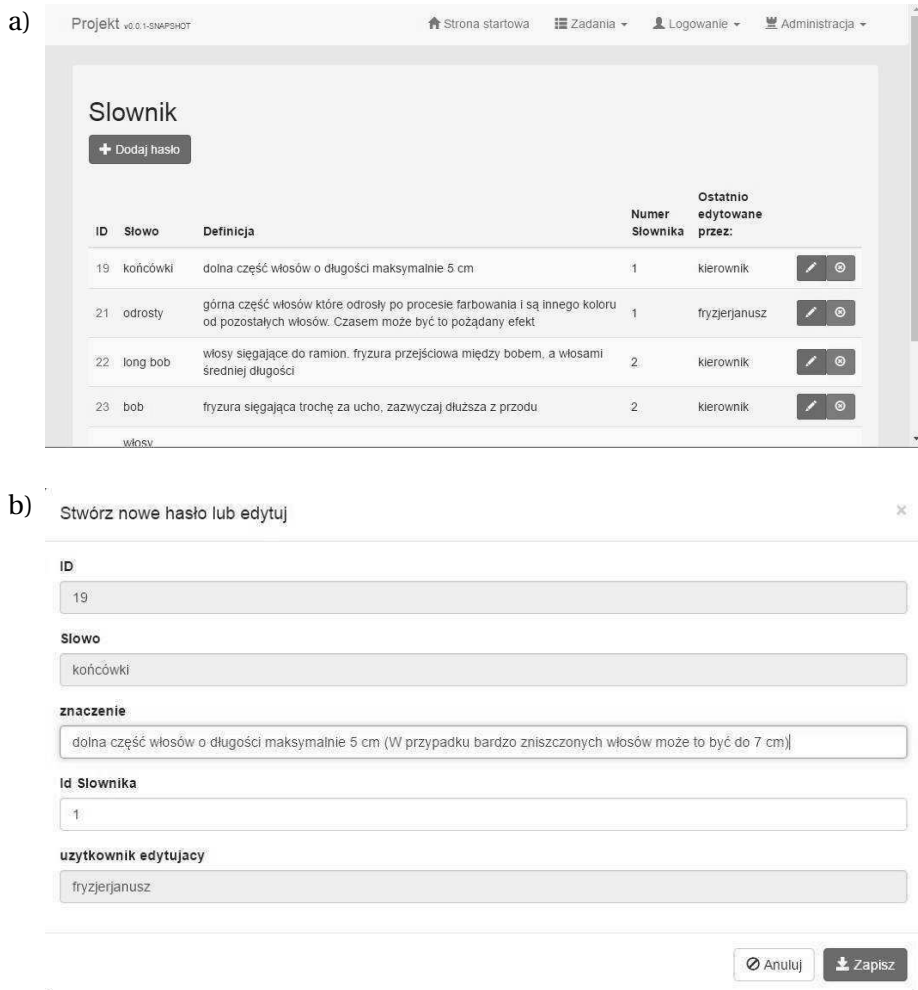 a)
Projekt v0.0.1-SNAPSHOT Strona startowa Zadania Logowanie Administracja
Slownik
Dodaj hasło
ID Słowo Definicja Numer Słownika Ostatnio edytowane przez:
19 końcówki dolna część włosów o długości maksymalnie 5 cm 1 kierownik
21 odrosty górna część włosów które odrosły po procesie farbowania i są innego koloru
od pozostałych włosów. Czasem może być to pożądany efekt 1 fryzjerjanusz
22 long bob włosy sięgające do ramion. fryzura przejściowa między bobem, a włosami
średniej długości 2 kierownik
23 bob fryzura sięgająca trochę za ucho, zazwyczaj dłuższa z przodu 2 kierownik
włosy
b)
Stwórz nowe hasło lub edytuj
ID
19
Slowo
końcówki
znaczenie
dolna część włosów o długości maksymalnie 5 cm (W przypadku bardzo zniszczonych włosów może to być do 7 cm)
Id Slownika
1
uzytkownik edytujacy
fryzjerjanusz
Anuluj Zapisz